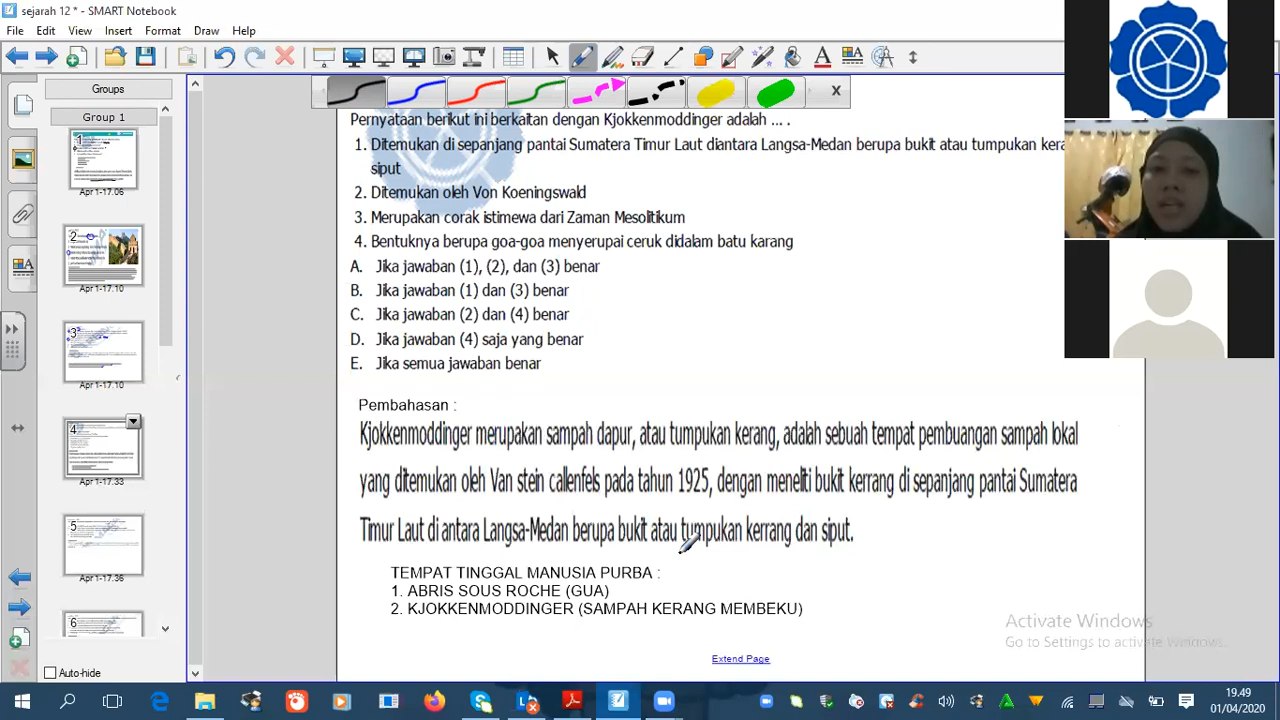 sejarah 12 * - SMART Notebook
File Edit View Insert Format Draw Help
Groups
Group 1
1
Apr 1-17.06
2
Apr 1-17.10
3
Apr 1-17.10
4
Apr 1-17.33
5
Apr 1-17.36
6
Auto-hide
Pernyataan berikut ini berkaitan dengan Kjokkenmoddinger adalah ... .
1. Ditemukan di sepanjang pantai Sumatera Timur Laut diantara Langsa-Medan berupa bukit atau tumpukan
siput
2. Ditemukan oleh Von Koeningswald
3. Merupakan corak istimewa dari Zaman Mesolitikum
4. Bentuknya berupa goa-goa menyerupai ceruk didalam batu karang
A. Jika jawaban (1), (2), dan (3) benar
B. Jika jawaban (1) dan (3) benar
C. Jika jawaban (2) dan (4) benar
D. Jika jawaban (4) saja yang benar
E. Jika semua jawaban benar
Pembahasan :
Kjokkenmoddinger merupakan sampah dapur, atau tumpukan kerang, adalah sebuah tempat pembuangan sampah lokal
yang ditemukan oleh Van stein callenfels pada tahun 1925, dengan meneliti bukit kerrang di sepanjang pantai Sumatera
Timur Laut di antara Langsa-Medan berupa bukit atau tumpukan kerrang dan siput.
TEMPAT TINGGAL MANUSIA PURBA :
1. ABRIS SOUS ROCHE (GUA)
2. KJOKKENMODDINGER (SAMPAH KERANG MEMBEKU)
Extend Page
Activate Windows
Go to Settings to activate Windows.
19.49
01/04/2020